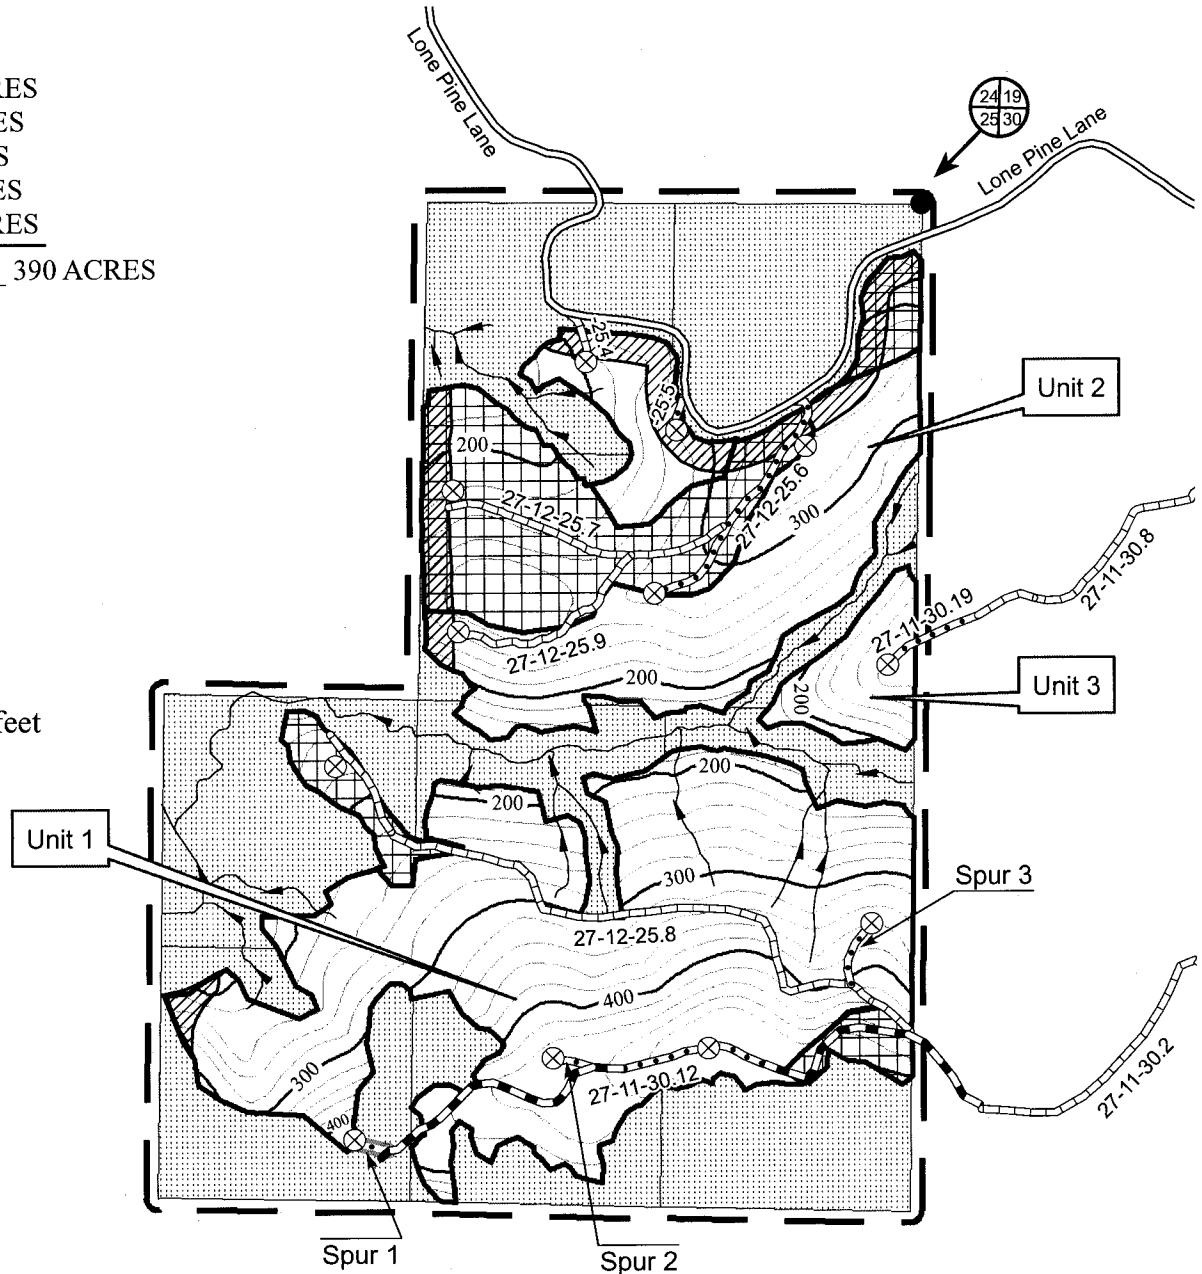 RES
ES
S
ES
RES
390 ACRES
feet
Lone Pine Lane
24 19
25 30
Lone Pine Lane
-25.4
-25.5
Unit 2
200
27-12-25.6
300
27-12-25.7
27-11-30.8
27-11-30.19
27-12-25.9
200
200
Unit 3
200
200
Unit 1
300
Spur 3
27-12-25.8
400
300
27-11-30.12
27-11-30.2
400
Spur 1
Spur 2